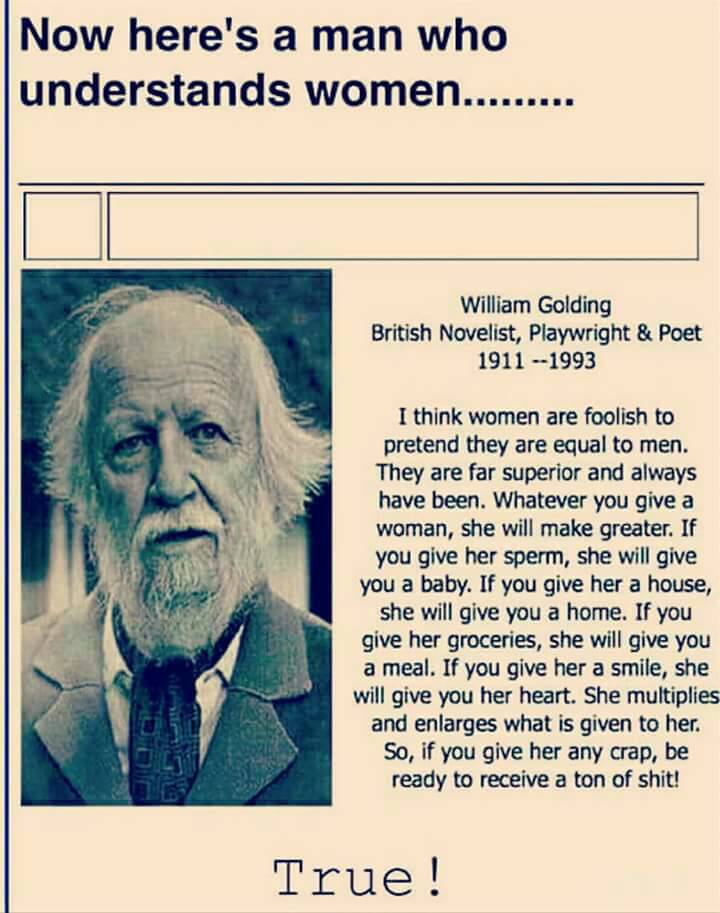 Now here's a man who
understands women.........
William Golding
British Novelist, Playwright & Poet
1911 --1993
I think women are foolish to
pretend they are equal to men.
They are far superior and always
have been. Whatever you give a
woman, she will make greater. If
you give her sperm, she will give
you a baby. If you give her a house,
she will give you a home. If you
give her groceries, she will give you
a meal. If you give her a smile, she
will give you her heart. She multiplies
and enlarges what is given to her.
So, if you give her any crap, be
ready to receive a ton of shit!
True!